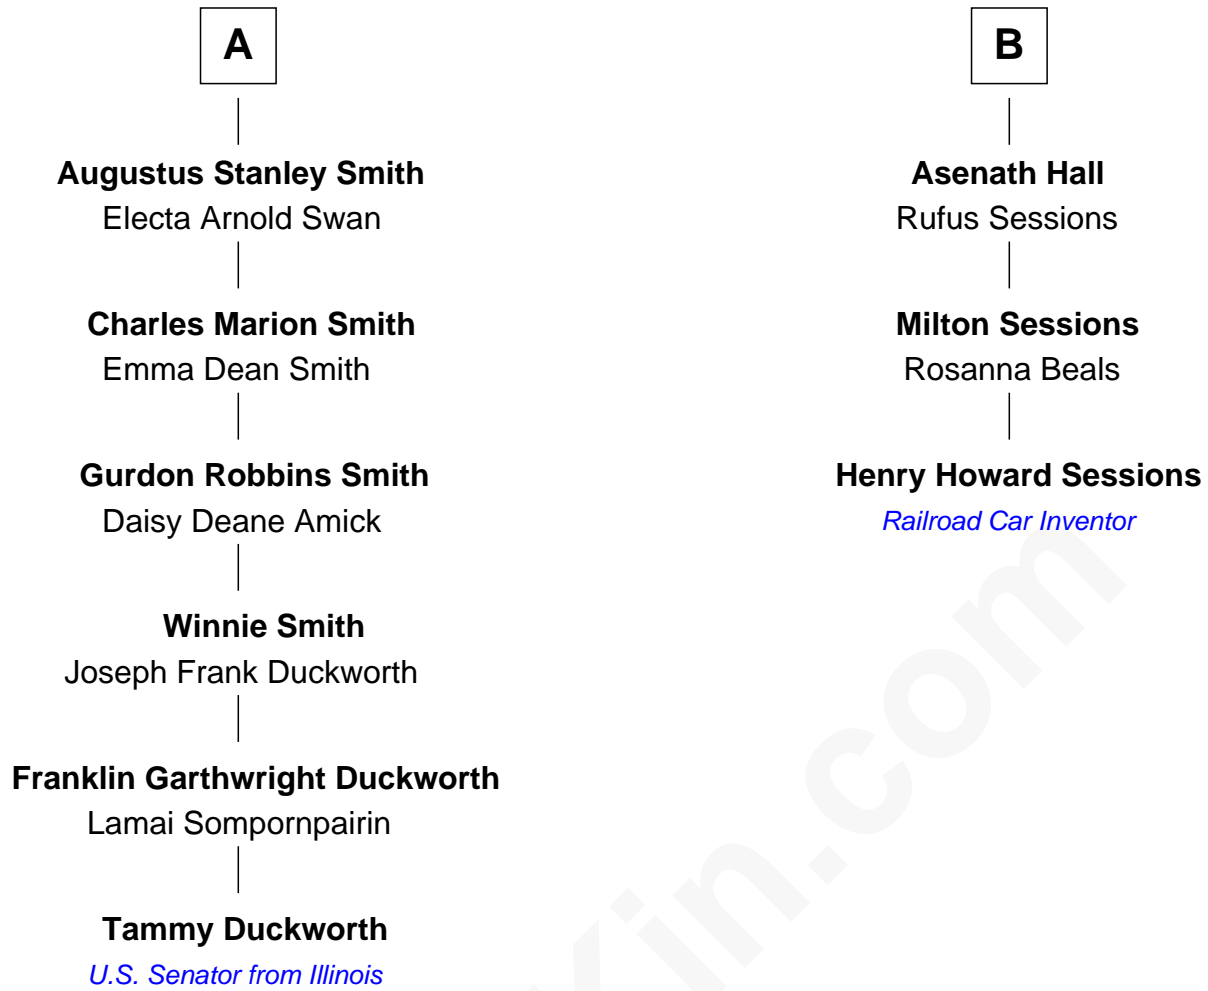 A
Augustus Stanley Smith
Electa Arnold Swan
Charles Marion Smith
Emma Dean Smith
Gurdon Robbins Smith
Daisy Deane Amick
Winnie Smith
Joseph Frank Duckworth
Franklin Garthwright Duckworth
Lamai Sompornpairin
Tammy Duckworth
U.S. Senator from Illinois
B
Asenath Hall
Rufus Sessions
Milton Sessions
Rosanna Beals
Henry Howard Sessions
Railroad Car Inventor
Kin.com